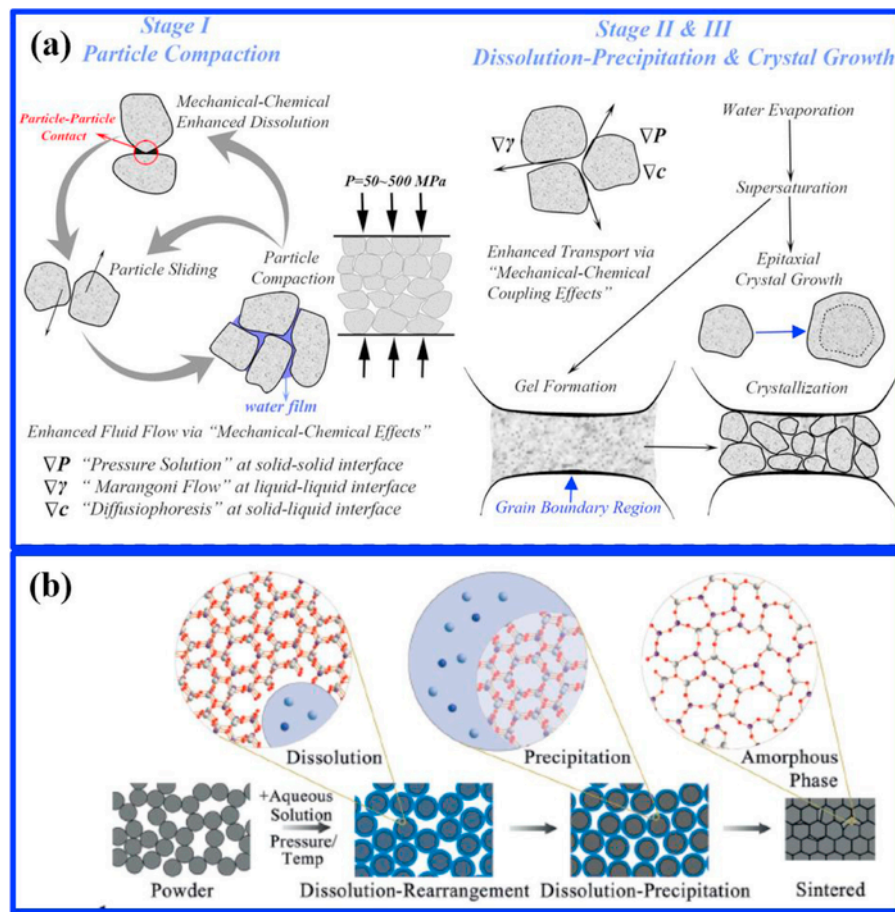 (a)
Stage I
Particle Compaction
Mechanical-Chemical
Enhanced Dissolution
Particle-Particle
Contact
P=50~500 MPa
Particle Sliding
Particle
Compaction
water film
Enhanced Fluid Flow via “Mechanical-Chemical Effects”
∇P “Pressure Solution” at solid-solid interface
∇γ “Marangoni Flow” at liquid-liquid interface
∇c “Diffusiophoresis” at solid-liquid interface
Stage II & III
Dissolution-Precipitation & Crystal Growth
∇γ
∇P
∇c
Enhanced Transport via
“Mechanical-Chemical
Coupling Effects”
Water Evaporation
Supersaturation
Epitaxial
Crystal Growth
Gel Formation
Crystallization
Grain Boundary Region
(b)
Dissolution
Precipitation
Amorphous
Phase
+Aqueous
Solution
Pressure/
Temp
Powder
Dissolution-Rearrangement
Dissolution-Precipitation
Sintered